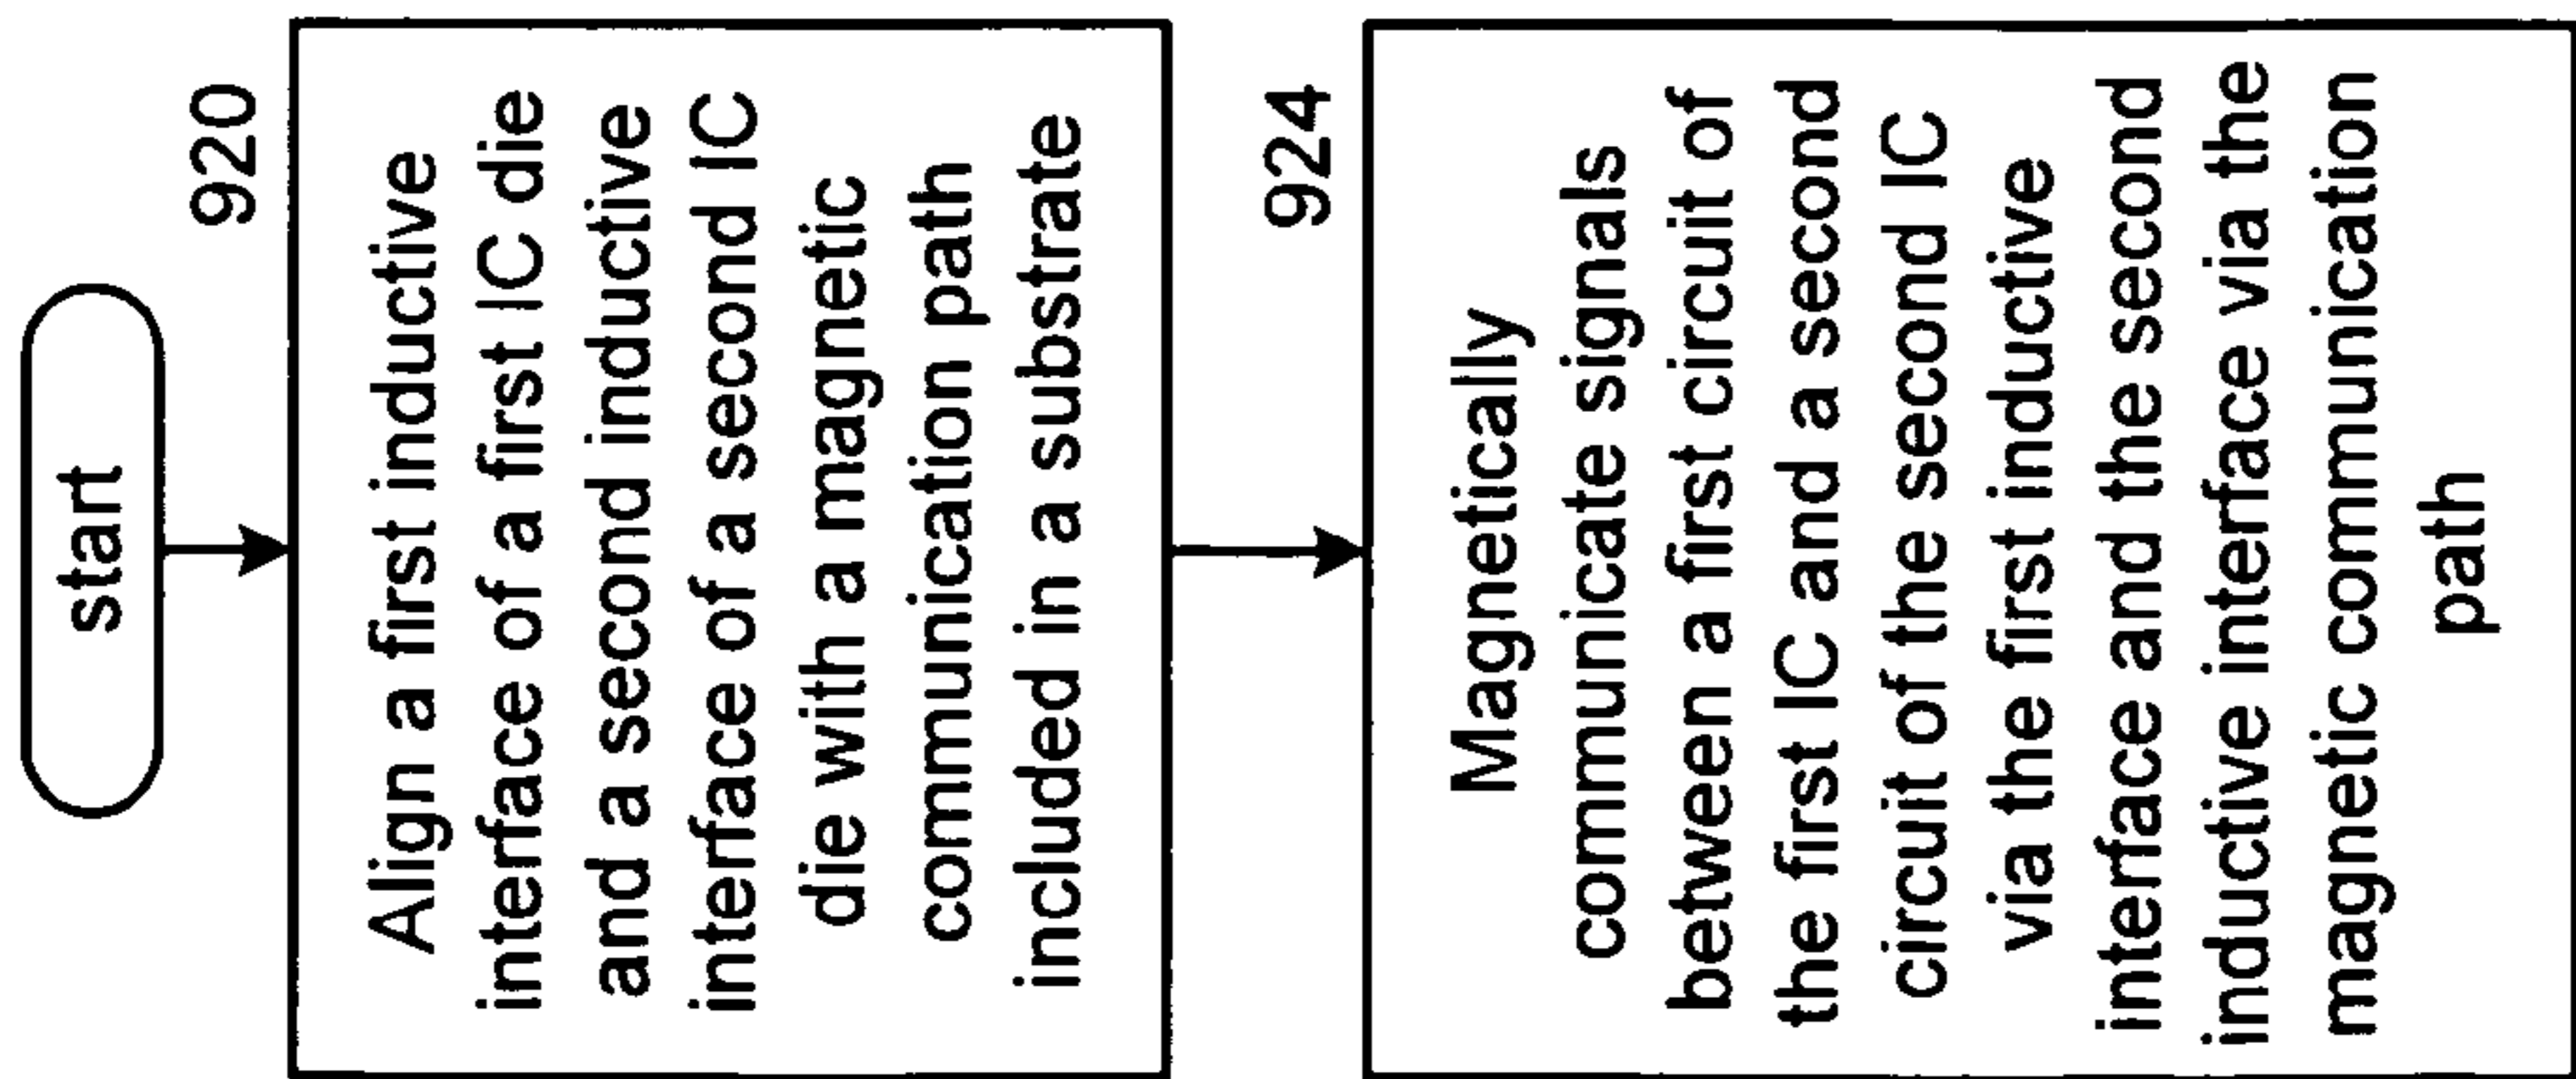 start
920
Align a first inductive
interface of a first IC die
and a second inductive
interface of a second IC
die with a magnetic
communication path
included in a substrate
924
Magnetically
communicate signals
between a first circuit of
the first IC and a second
circuit of the second IC
via the first inductive
interface and the second
inductive interface via the
magnetic communication
path